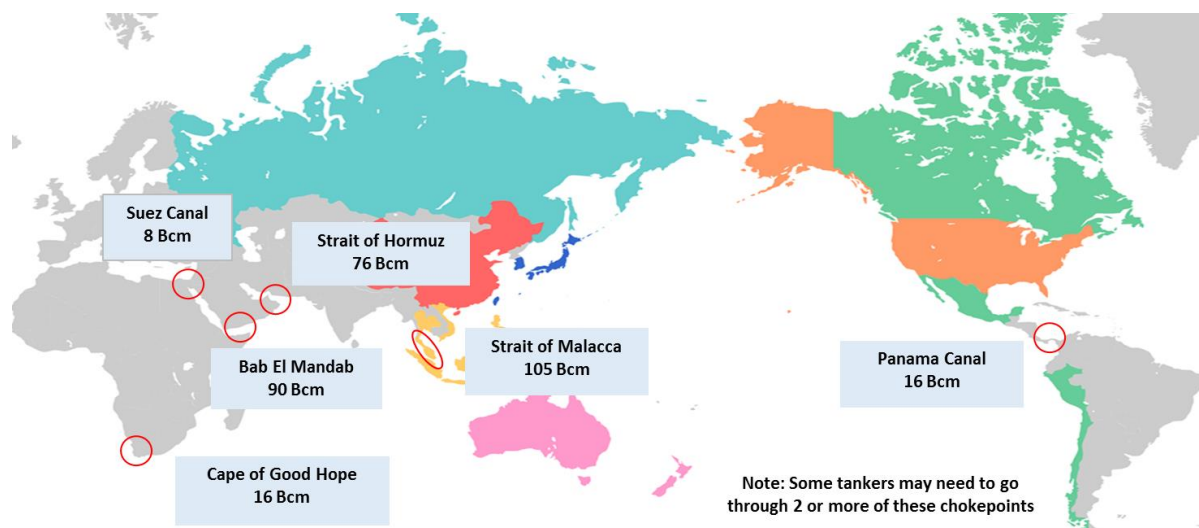 Suez Canal
8 Bcm
Strait of Hormuz
76 Bcm
Bab El Mandab
90 Bcm
Strait of Malacca
105 Bcm
Panama Canal
16 Bcm
Cape of Good Hope
16 Bcm
Note: Some tankers may need to go
through 2 or more of these chokepoints